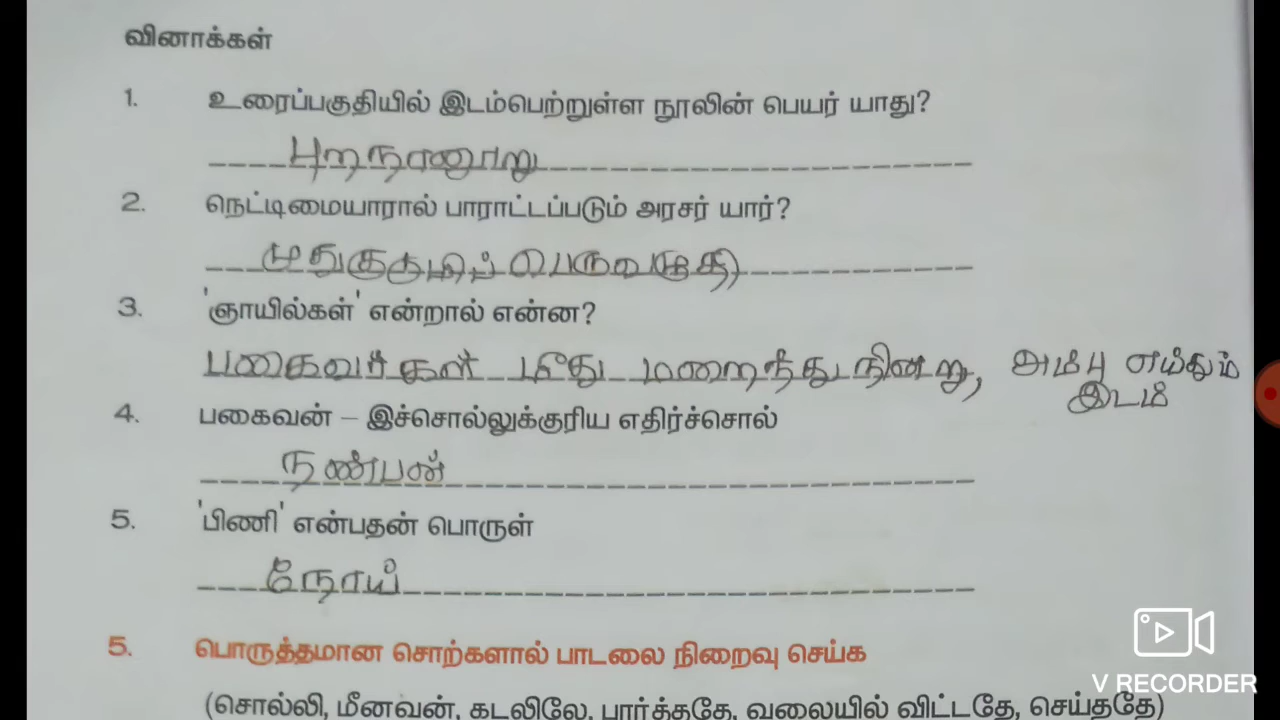 வினாக்கள்
1. உரைப்பகுதியில் இடம்பெற்றுள்ள நூலின் பெயர் யாது?
புறநானூறு
2. நெட்டிமையாரால் பாராட்டப்படும் அரசர் யார்?
முதுகுடுமிப் பெருவழுதி
3. 'ஞாயில்கள்' என்றால் என்ன?
பகைவர்கள் மீது மறைந்து நின்று, அம்பு எய்தும்
இடம்
4. பகைவன் – இச்சொல்லுக்குரிய எதிர்ச்சொல்
நண்பன்
5. 'பிணி' என்பதன் பொருள்
நோய்
5. பொருத்தமான சொற்களால் பாடலை நிறைவு செய்க
(சொல்லி, மீனவன், கடலிலே, பார்த்ததே, வலையில் விட்டதே, செய்ததே)
V RECORDER